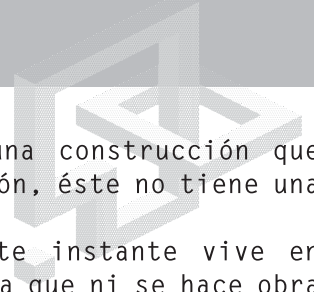 una construcción que
ón, éste no tiene una
te instante vive en
a que ni se hace obra